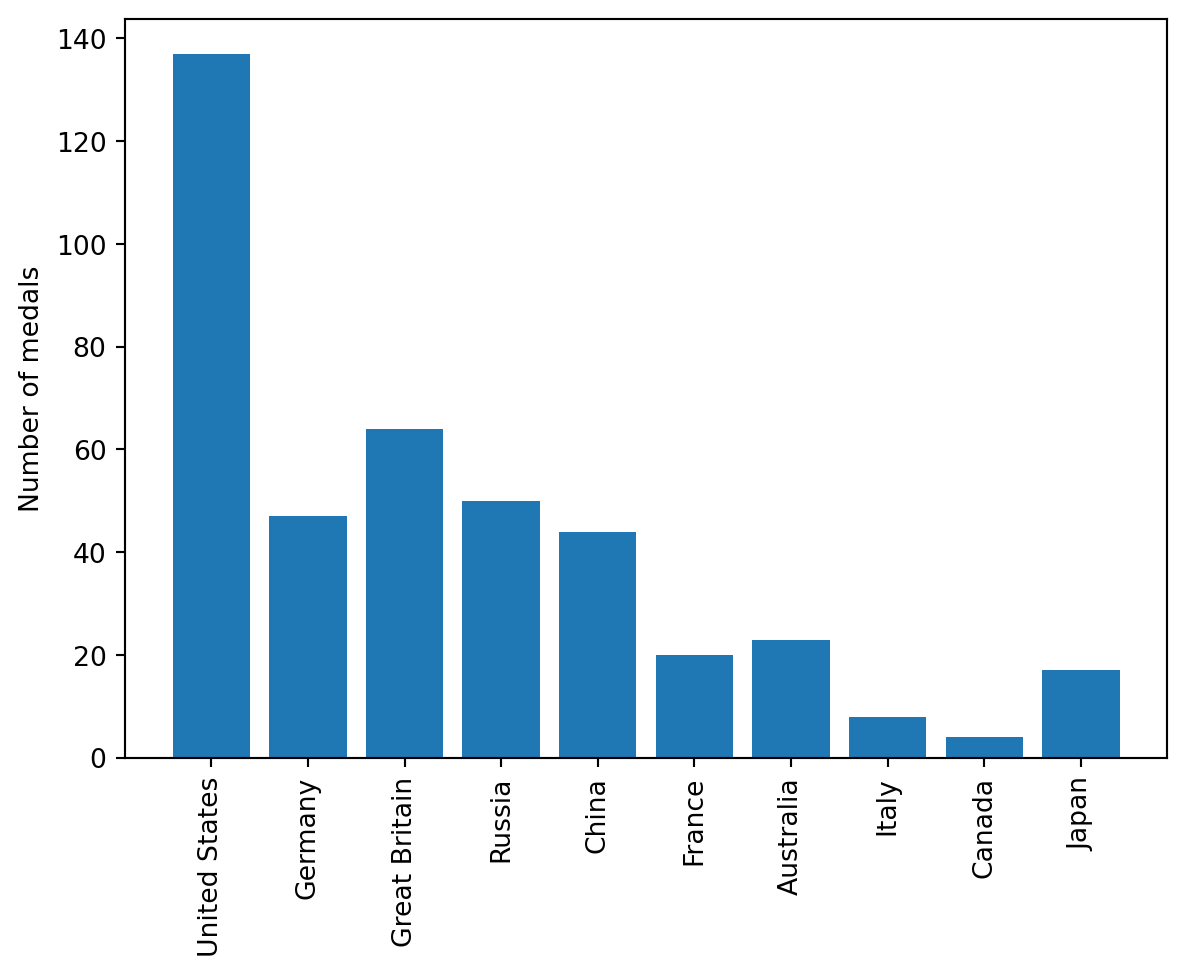 140
120
100
80
60
40
20
0
Number of medals
United States
Germany
Great Britain
Russia
China
France
Australia
Italy
Canada
Japan